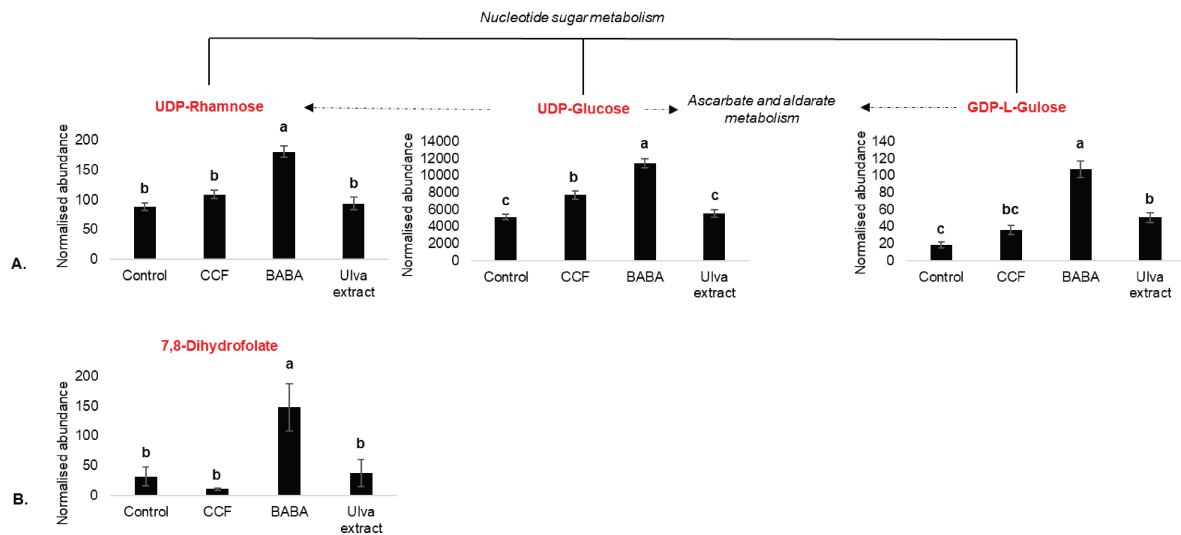 Nucleotide sugar metabolism
UDP-Rhamnose
UDP-Glucose
Ascarbate and aldarate
metabolism
GDP-L-Gulose
A.
Normalised abundance
200
150
100
50
0
b
b
a
b
Control
CCF
BABA
Ulva
extract
Normalised abundance
14000
12000
10000
8000
6000
4000
2000
0
c
b
a
c
Control
CCF
BABA
Ulva
extract
Normalised abundance
140
120
100
80
60
40
20
0
c
bc
a
b
Control
CCF
BABA
Ulva
extract
B.
7,8-Dihydrofolate
Normalised abundance
200
150
100
50
0
b
b
a
b
Control
CCF
BABA
Ulva
extract